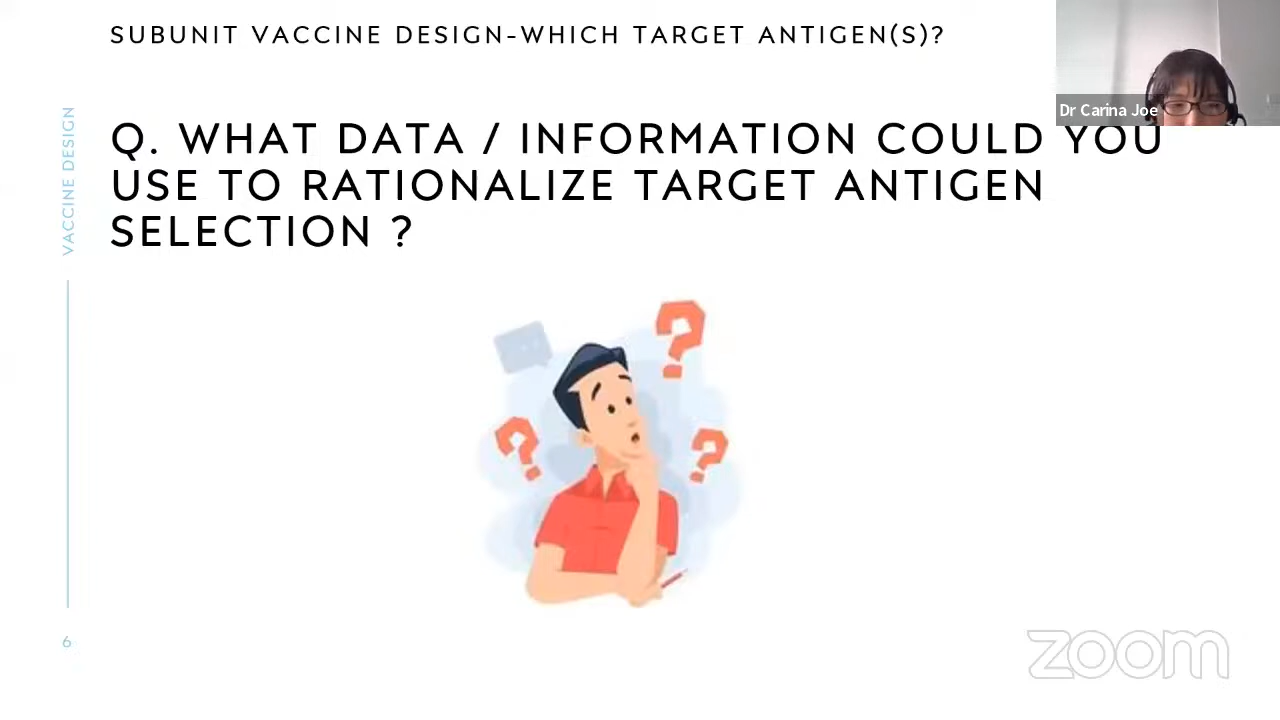 SUBUNIT VACCINE DESIGN-WHICH TARGET ANTIGEN(S)?
Dr Carina Joe
VACCINE DESIGN
Q. WHAT DATA / INFORMATION COULD YOU
USE TO RATIONALIZE TARGET ANTIGEN
SELECTION ?
?
?
?
6
zoom